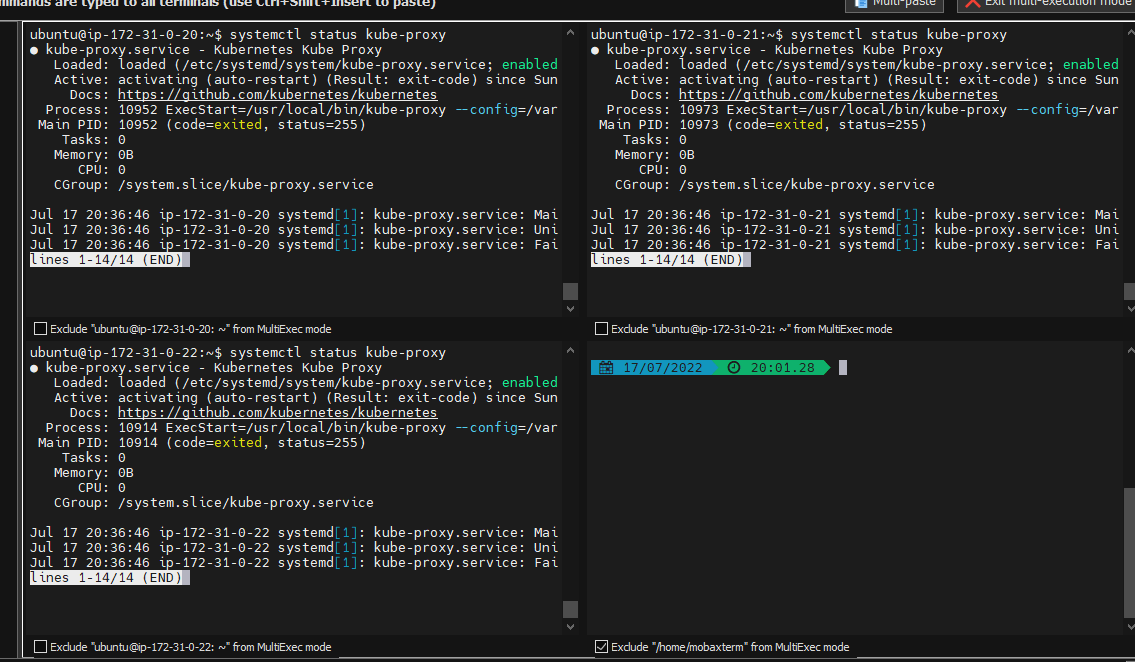 mmands are typed to all terminals (use Ctrl+Shift+Insert to paste)
Multi-paste
Exit multi-execution mode
ubuntu@ip-172-31-0-20:~$ systemctl status kube-proxy
● kube-proxy.service - Kubernetes Kube Proxy
Loaded: loaded (/etc/systemd/system/kube-proxy.service; enabled
Active: activating (auto-restart) (Result: exit-code) since Sun
Docs: https://github.com/kubernetes/kubernetes
Process: 10952 ExecStart=/usr/local/bin/kube-proxy --config=/var
Main PID: 10952 (code=exited, status=255)
Tasks: 0
Memory: 0B
CPU: 0
CGroup: /system.slice/kube-proxy.service
Jul 17 20:36:46 ip-172-31-0-20 systemd[1]: kube-proxy.service: Mai
Jul 17 20:36:46 ip-172-31-0-20 systemd[1]: kube-proxy.service: Uni
Jul 17 20:36:46 ip-172-31-0-20 systemd[1]: kube-proxy.service: Fai
lines 1-14/14 (END)
Exclude "ubuntu@ip-172-31-0-20: ~" from MultiExec mode
ubuntu@ip-172-31-0-21:~$ systemctl status kube-proxy
● kube-proxy.service - Kubernetes Kube Proxy
Loaded: loaded (/etc/systemd/system/kube-proxy.service; enabled
Active: activating (auto-restart) (Result: exit-code) since Sun
Docs: https://github.com/kubernetes/kubernetes
Process: 10973 ExecStart=/usr/local/bin/kube-proxy --config=/var
Main PID: 10973 (code=exited, status=255)
Tasks: 0
Memory: 0B
CPU: 0
CGroup: /system.slice/kube-proxy.service
Jul 17 20:36:46 ip-172-31-0-21 systemd[1]: kube-proxy.service: Mai
Jul 17 20:36:46 ip-172-31-0-21 systemd[1]: kube-proxy.service: Uni
Jul 17 20:36:46 ip-172-31-0-21 systemd[1]: kube-proxy.service: Fai
lines 1-14/14 (END)
Exclude "ubuntu@ip-172-31-0-21: ~" from MultiExec mode
ubuntu@ip-172-31-0-22:~$ systemctl status kube-proxy
● kube-proxy.service - Kubernetes Kube Proxy
Loaded: loaded (/etc/systemd/system/kube-proxy.service; enabled
Active: activating (auto-restart) (Result: exit-code) since Sun
Docs: https://github.com/kubernetes/kubernetes
Process: 10914 ExecStart=/usr/local/bin/kube-proxy --config=/var
Main PID: 10914 (code=exited, status=255)
Tasks: 0
Memory: 0B
CPU: 0
CGroup: /system.slice/kube-proxy.service
Jul 17 20:36:46 ip-172-31-0-22 systemd[1]: kube-proxy.service: Mai
Jul 17 20:36:46 ip-172-31-0-22 systemd[1]: kube-proxy.service: Uni
Jul 17 20:36:46 ip-172-31-0-22 systemd[1]: kube-proxy.service: Fai
lines 1-14/14 (END)
Exclude "ubuntu@ip-172-31-0-22: ~" from MultiExec mode
17/07/2022 20:01.28
Exclude "/home/mobaxterm" from MultiExec mode